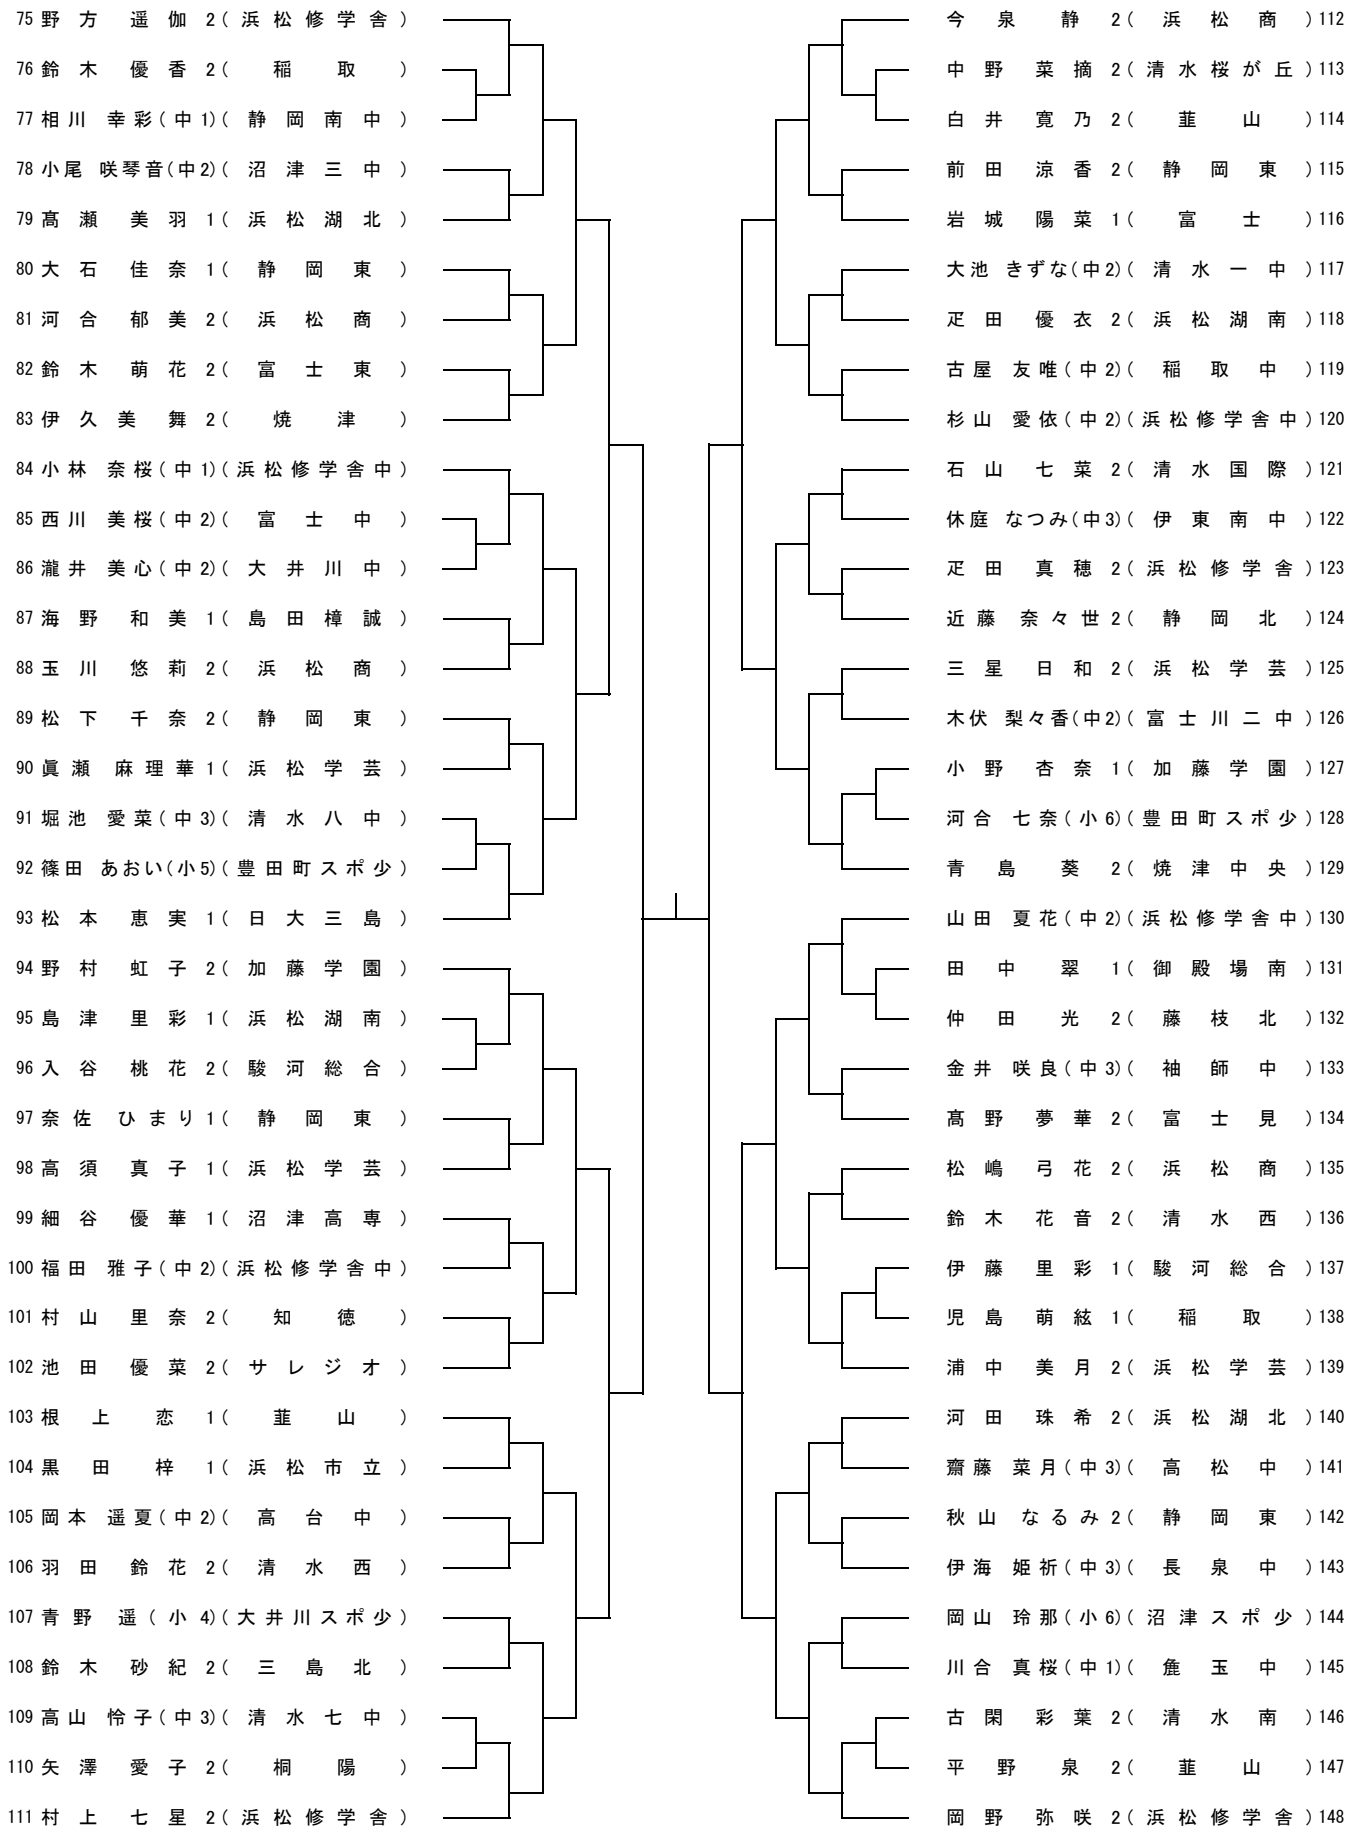 75 野方 遥伽 2(浜松修学舎)
76 鈴木 優香 2(稲取)
77 相川 幸彩(中1)(静岡南中)
78 小尾 咲琴音(中2)(沼津三中)
79 髙瀬 美羽 1(浜松湖北)
80 大石 佳奈 1(静岡東)
81 河合 郁美 2(浜松商)
82 鈴木 萌花 2(富士東)
83 伊久美 舞 2(焼津)
84 小林 奈桜(中1)(浜松修学舎中)
85 西川 美桜(中2)(富士中)
86 瀧井 美心(中2)(大井川中)
87 海野 和美 1(島田樟誠)
88 玉川 悠莉 2(浜松商)
89 松下 千奈 2(静岡東)
90 眞瀬 麻理華 1(浜松学芸)
91 堀池 愛菜(中3)(清水八中)
92 篠田 あおい(小5)(豊田町スポ少)
93 松本 恵実 1(日大三島)
94 野村 虹子 2(加藤学園)
95 島津 里彩 1(浜松湖南)
96 入谷 桃花 2(駿河総合)
97 奈佐 ひまり 1(静岡東)
98 高須 真子 1(浜松学芸)
99 細谷 優華 1(沼津高専)
100 福田 雅子(中2)(浜松修学舎中)
101 村山 里奈 2(知徳)
102 池田 優菜 2(サレジオ)
103 根上 恋 1(韮山)
104 黒田 梓 1(浜松市立)
105 岡本 遥夏(中2)(高台中)
106 羽田 鈴花 2(清水西)
107 青野 遥(小4)(大井川スポ少)
108 鈴木 砂紀 2(三島北)
109 高山 怜子(中3)(清水七中)
110 矢澤 愛子 2(桐陽)
111 村上 七星 2(浜松修学舎)
今泉 静 2(浜松商)112
中野 菜摘 2(清水桜が丘)113
白井 寛乃 2(韮山)114
前田 涼香 2(静岡東)115
岩城 陽菜 1(富士)116
大池 きずな(中2)(清水一中)117
疋田 優衣 2(浜松湖南)118
古屋 友唯(中2)(稲取中)119
杉山 愛依(中2)(浜松修学舎中)120
石山 七菜 2(清水国際)121
休庭 なつみ(中3)(伊東南中)122
疋田 真穂 2(浜松修学舎)123
近藤 奈々世 2(静岡北)124
三星 日和 2(浜松学芸)125
木伏 梨々香(中2)(富士川二中)126
小野 杏奈 1(加藤学園)127
河合 七奈(小6)(豊田町スポ少)128
青島 葵 2(焼津中央)129
山田 夏花(中2)(浜松修学舎中)130
田中 翠 1(御殿場南)131
仲田 光 2(藤枝北)132
金井 咲良(中3)(袖師中)133
髙野 夢華 2(富士見)134
松嶋 弓花 2(浜松商)135
鈴木 花音 2(清水西)136
伊藤 里彩 1(駿河総合)137
児島 萌絃 1(稲取)138
浦中 美月 2(浜松学芸)139
河田 珠希 2(浜松湖北)140
齋藤 菜月(中3)(高松中)141
秋山 なるみ 2(静岡東)142
伊海 姫祈(中3)(長泉中)143
岡山 玲那(小6)(沼津スポ少)144
川合 真桜(中1)(麁玉中)145
古閑 彩葉 2(清水南)146
平野 泉 2(韮山)147
岡野 弥咲 2(浜松修学舎)148